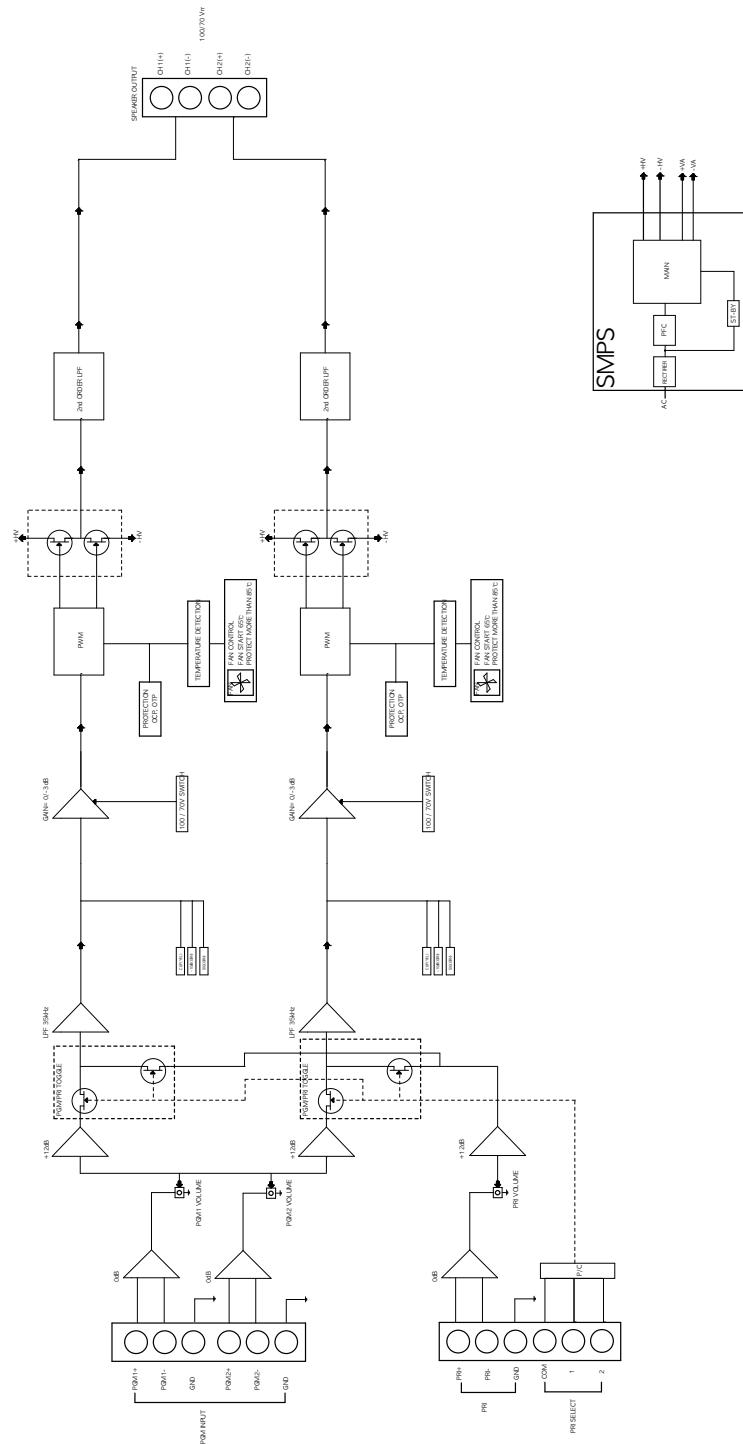 100/70 Vrms
SPEAKER OUTPUT
CH1(+)
CH1(-)
CH2(+)
CH2(-)
2nd ORDER LPF
2nd ORDER LPF
+HV
-HV
+HV
-HV
PWM
PROTECTION
OCP, OTP
TEMPERATURE DETECTION
FAN
FAN CONTROL
FAN START 65℃
PROTECT MORE THAN 85℃
PWM
PROTECTION
OCP, OTP
TEMPERATURE DETECTION
FAN
FAN CONTROL
FAN START 65℃
PROTECT MORE THAN 85℃
GAIN= 0/-3dB
100 / 70V SWITCH
GAIN= 0/-3dB
100 / 70V SWITCH
LPF 35kHz
LPF 35kHz
PGM/PRI TOGGLE
PGM/PRI TOGGLE
+12dB
+12dB
+12dB
PGM1 VOLUME
PGM2 VOLUME
PRI VOLUME
0dB
0dB
0dB
P/C
PGM1+
PGM1-
GND
PGM2+
PGM2-
GND
PGM INPUT
PRI+
PRI-
GND
COM
1
2
PRI
PRI SELECT
SMPS
AC
RECTIFIER
PFC
MAIN
ST-BY
+HV
-HV
+VA
-VA